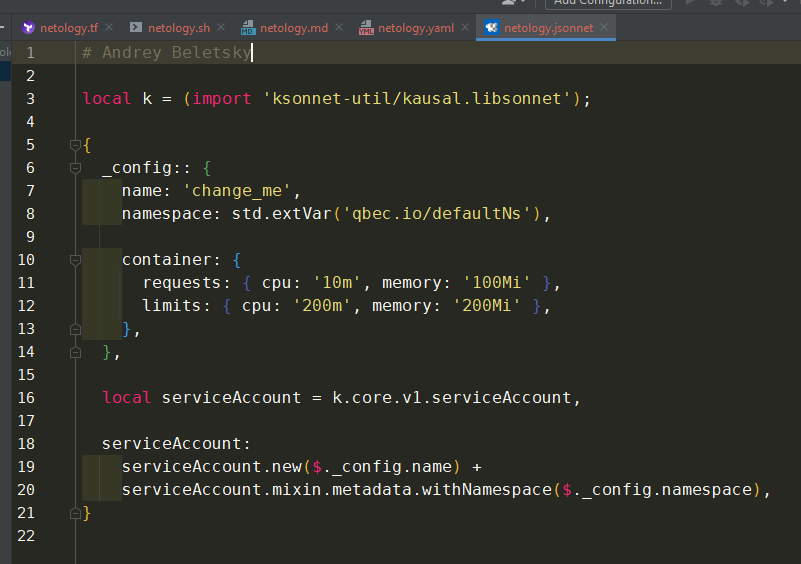 Add Configuration...
netology.tf
netology.sh
netology.md
netology.yaml
netology.jsonnet
1 # Andrey Beletsky
2
3 local k = (import 'ksonnet-util/kausal.libsonnet');
4
5 {
6   _config:: {
7     name: 'change_me',
8     namespace: std.extVar('qbec.io/defaultNs'),
9
10     container: {
11       requests: { cpu: '10m', memory: '100Mi' },
12       limits: { cpu: '200m', memory: '200Mi' },
13     },
14   },
15
16   local serviceAccount = k.core.v1.serviceAccount,
17
18   serviceAccount:
19     serviceAccount.new($._config.name) +
20     serviceAccount.mixin.metadata.withNamespace($._config.namespace),
21 }
22